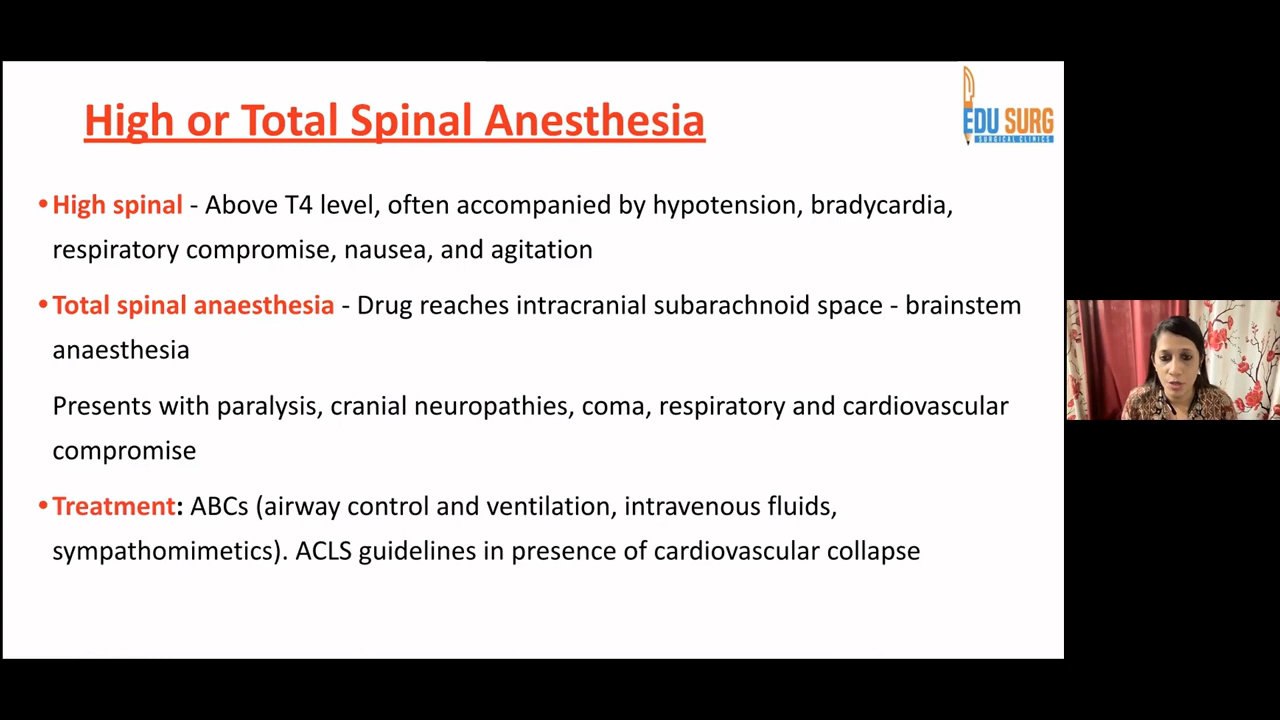 High or Total Spinal Anesthesia
EDU SURG
SURGICAL CLINICS
•High spinal - Above T4 level, often accompanied by hypotension, bradycardia,
respiratory compromise, nausea, and agitation
•Total spinal anaesthesia - Drug reaches intracranial subarachnoid space - brainstem
anaesthesia
Presents with paralysis, cranial neuropathies, coma, respiratory and cardiovascular
compromise
•Treatment: ABCs (airway control and ventilation, intravenous fluids,
sympathomimetics). ACLS guidelines in presence of cardiovascular collapse